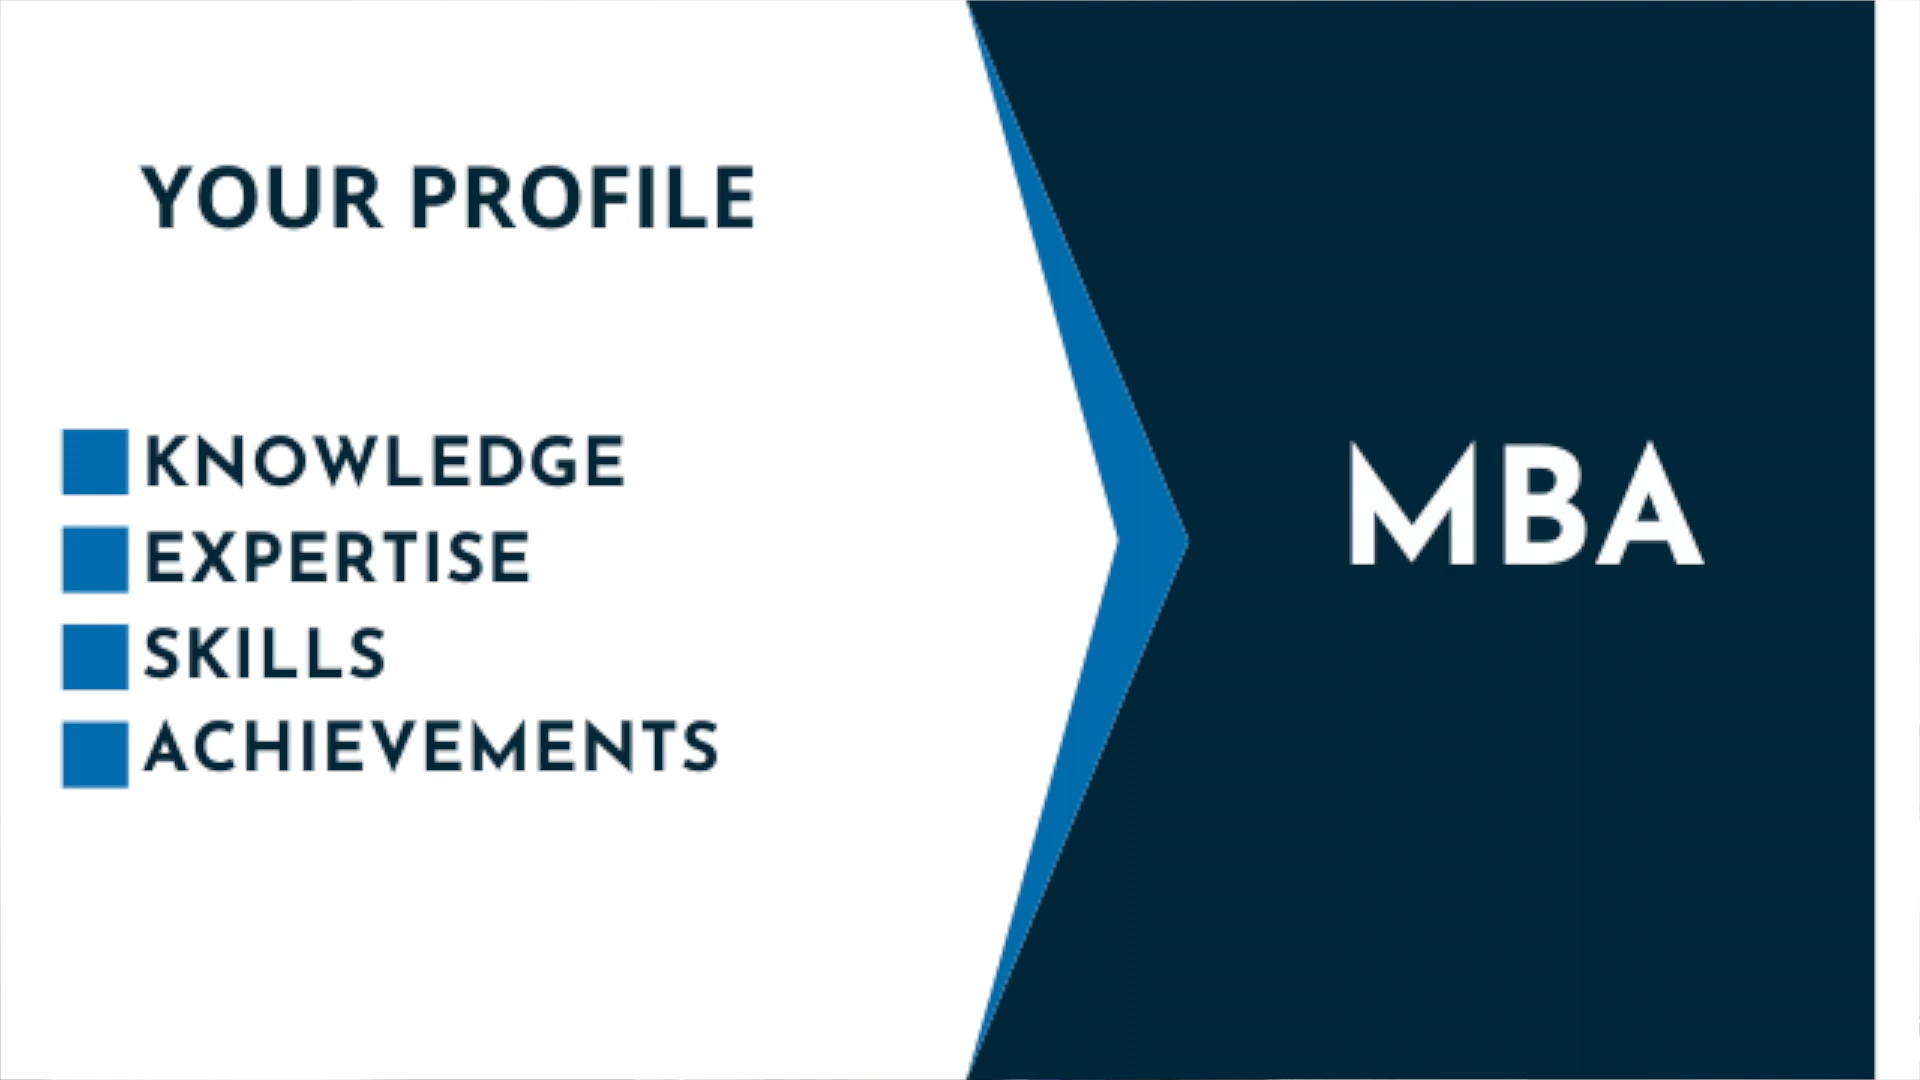 YOUR PROFILE
KNOWLEDGE
EXPERTISE
SKILLS
ACHIEVEMENTS
MBA